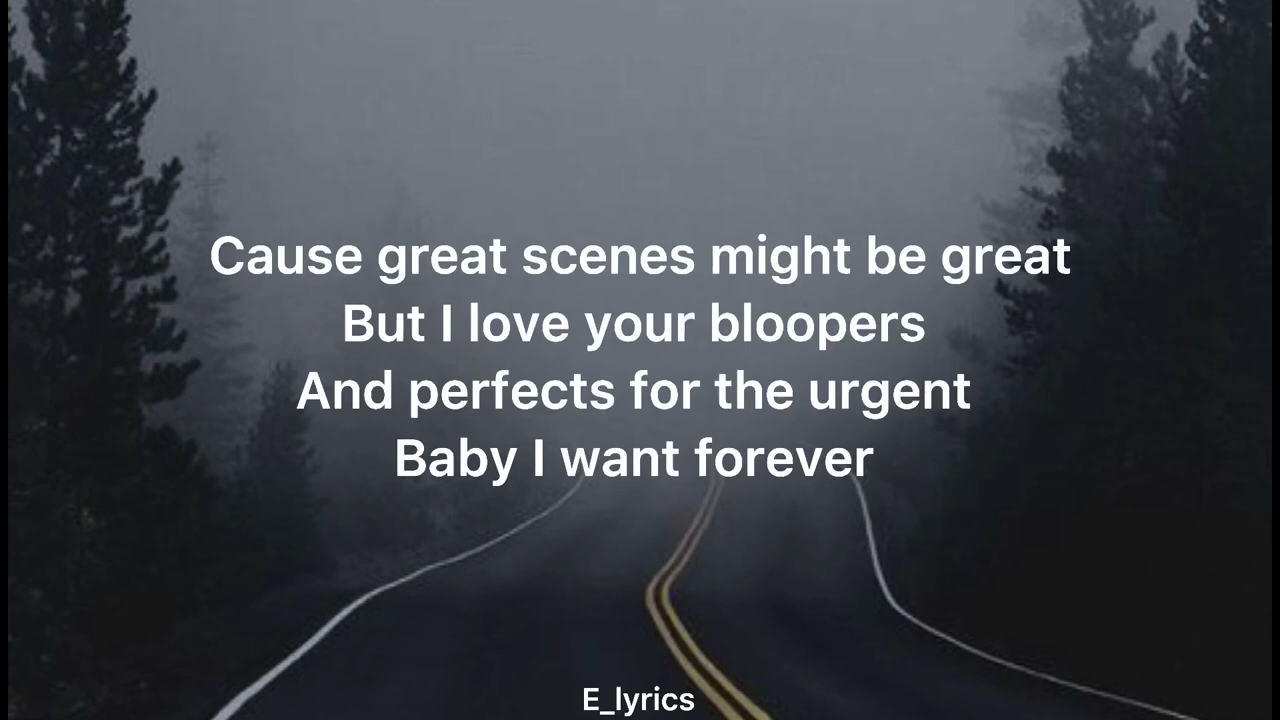 Cause great scenes might be great
But I love your bloopers
And perfects for the urgent
Baby I want forever
E_lyrics